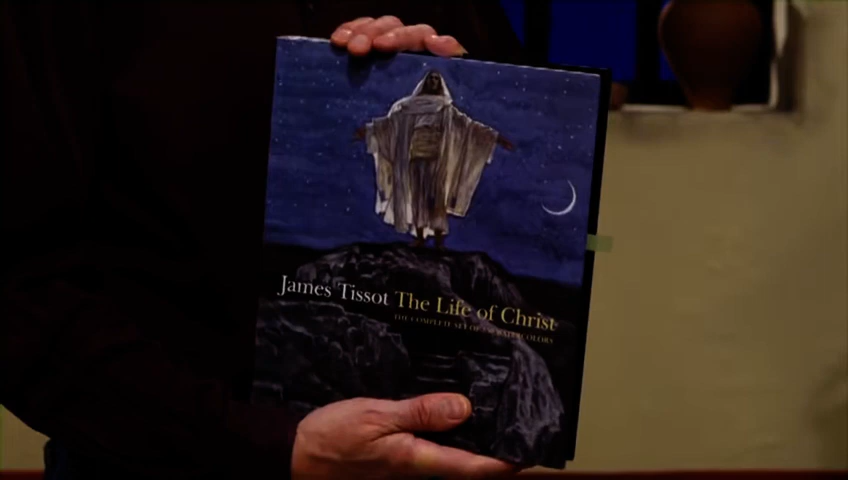 James Tissot The Life of Christ
THE COMPLETE SET OF 350 WATERCOLORS